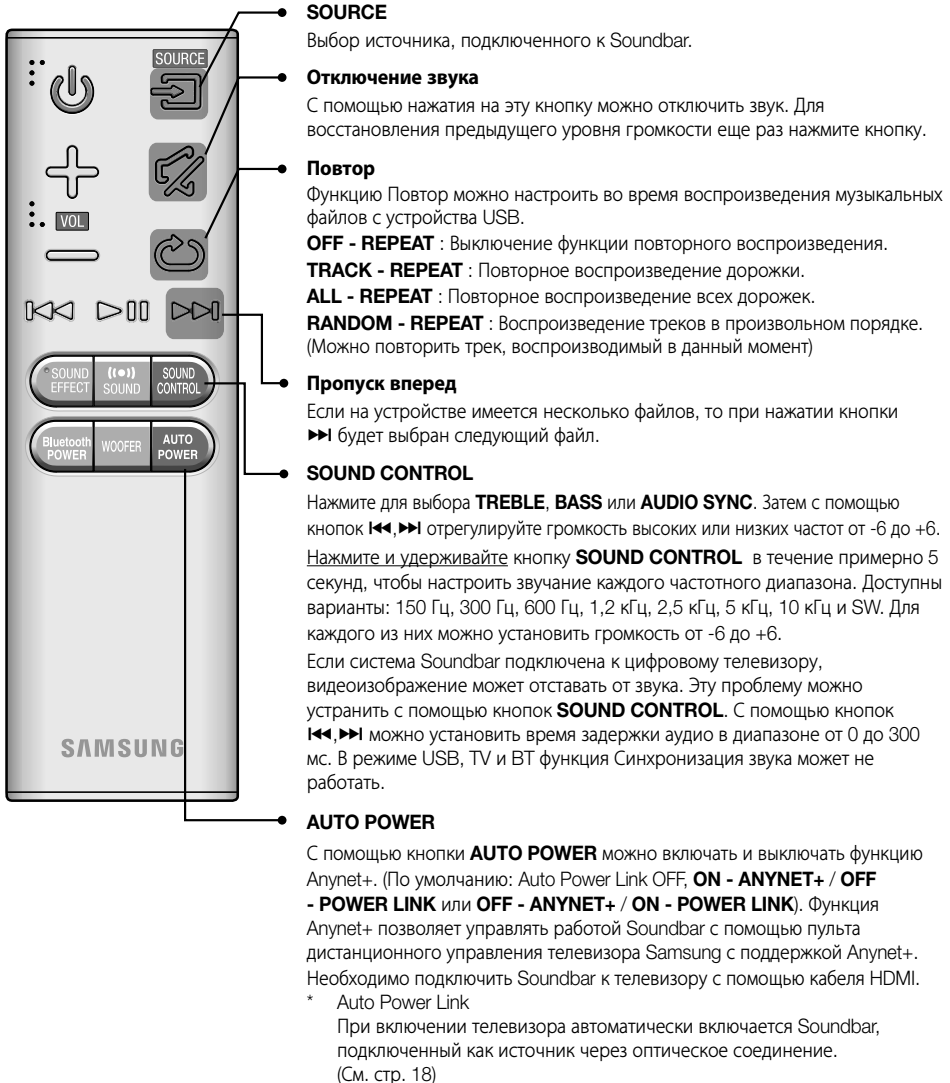 SOURCE
Выбор источника, подключенного к Soundbar.
Отключение звука
С помощью нажатия на эту кнопку можно отключить звук. Для
восстановления предыдущего уровня громкости еще раз нажмите кнопку.
Повтор
Функцию Повтор можно настроить во время воспроизведения музыкальных
файлов с устройства USB.
OFF - REPEAT : Выключение функции повторного воспроизведения.
TRACK - REPEAT : Повторное воспроизведение дорожки.
ALL - REPEAT : Повторное воспроизведение всех дорожек.
RANDOM - REPEAT : Воспроизведение треков в произвольном порядке.
(Можно повторить трек, воспроизводимый в данный момент)
Пропуск вперед
Если на устройстве имеется несколько файлов, то при нажатии кнопки
▶▶I будет выбран следующий файл.
SOUND CONTROL
Нажмите для выбора TREBLE, BASS или AUDIO SYNC. Затем с помощью
кнопок I◀◀,▶▶I отрегулируйте громкость высоких или низких частот от -6 до +6.
Нажмите и удерживайте кнопку SOUND CONTROL в течение примерно 5
секунд, чтобы настроить звучание каждого частотного диапазона. Доступны
варианты: 150 Гц, 300 Гц, 600 Гц, 1,2 кГц, 2,5 кГц, 5 кГц, 10 кГц и SW. Для
каждого из них можно установить громкость от -6 до +6.
Если система Soundbar подключена к цифровому телевизору,
видеоизображение может отставать от звука. Эту проблему можно
устранить с помощью кнопок SOUND CONTROL. С помощью кнопок
I◀◀,▶▶I можно установить время задержки аудио в диапазоне от 0 до 300
мс. В режиме USB, TV и BT функция Синхронизация звука может не
работать.
AUTO POWER
С помощью кнопки AUTO POWER можно включать и выключать функцию
Anynet+. (По умолчанию: Auto Power Link OFF, ON - ANYNET+ / OFF
- POWER LINK или OFF - ANYNET+ / ON - POWER LINK). Функция
Anynet+ позволяет управлять работой Soundbar с помощью пульта
дистанционного управления телевизора Samsung с поддержкой Anynet+.
Необходимо подключить Soundbar к телевизору с помощью кабеля HDMI.
* Auto Power Link
При включении телевизора автоматически включается Soundbar,
подключенный как источник через оптическое соединение.
(См. стр. 18)
SOURCE
VOL
SOUND EFFECT
SOUND
SOUND CONTROL
Bluetooth POWER
WOOFER
AUTO POWER
SAMSUNG